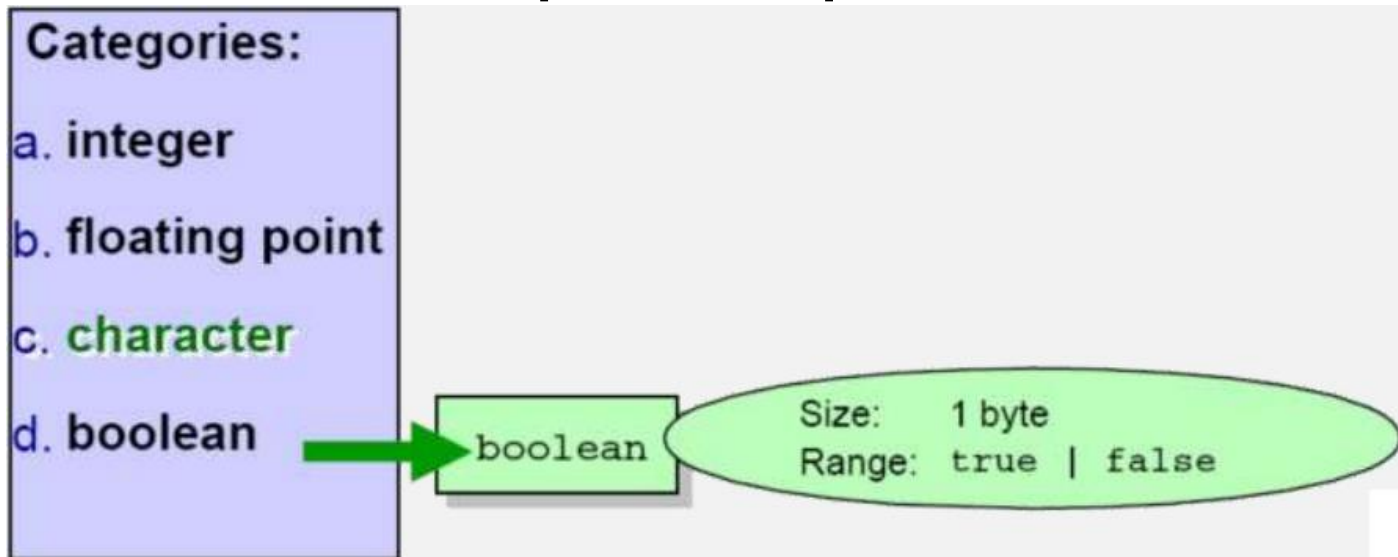 Categories:
a. integer
b. floating point
c. character
d. boolean
boolean
Size: 1 byte
Range: true | false